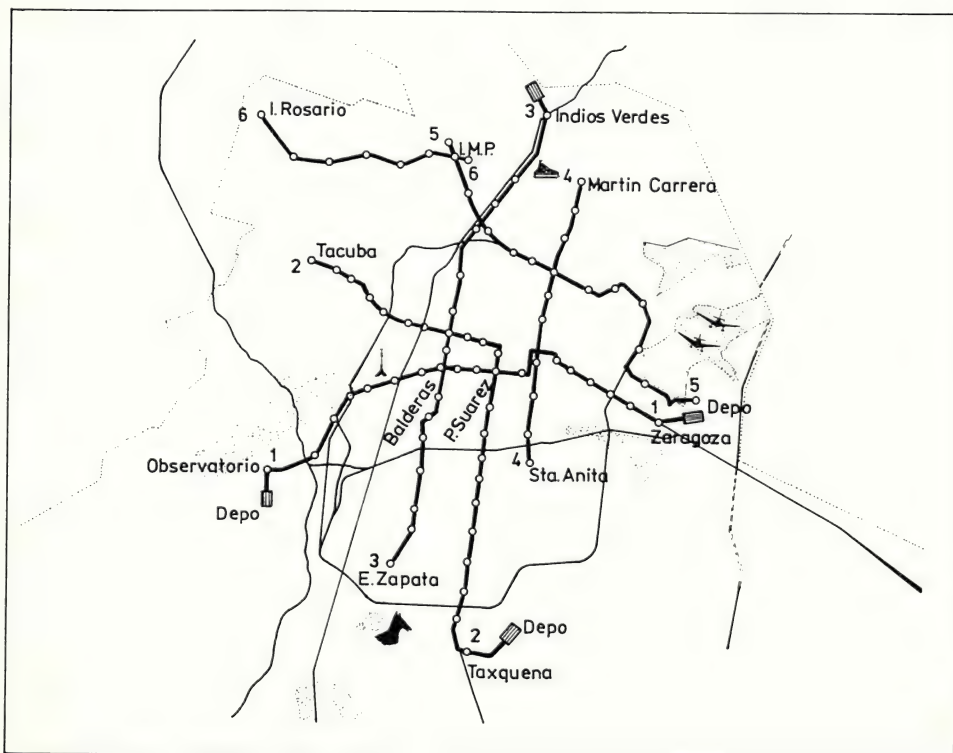 6 I. Rosario
5
I.M.P.
6
3 Indios Verdes
4
Martin Carrera
Tacuba
2
Balderas
P. Suarez
5
Depo
1
Zaragoza
Observatorio 1
Depo
4
Sta. Anita
3
E. Zapata
2
Depo
Taxquena